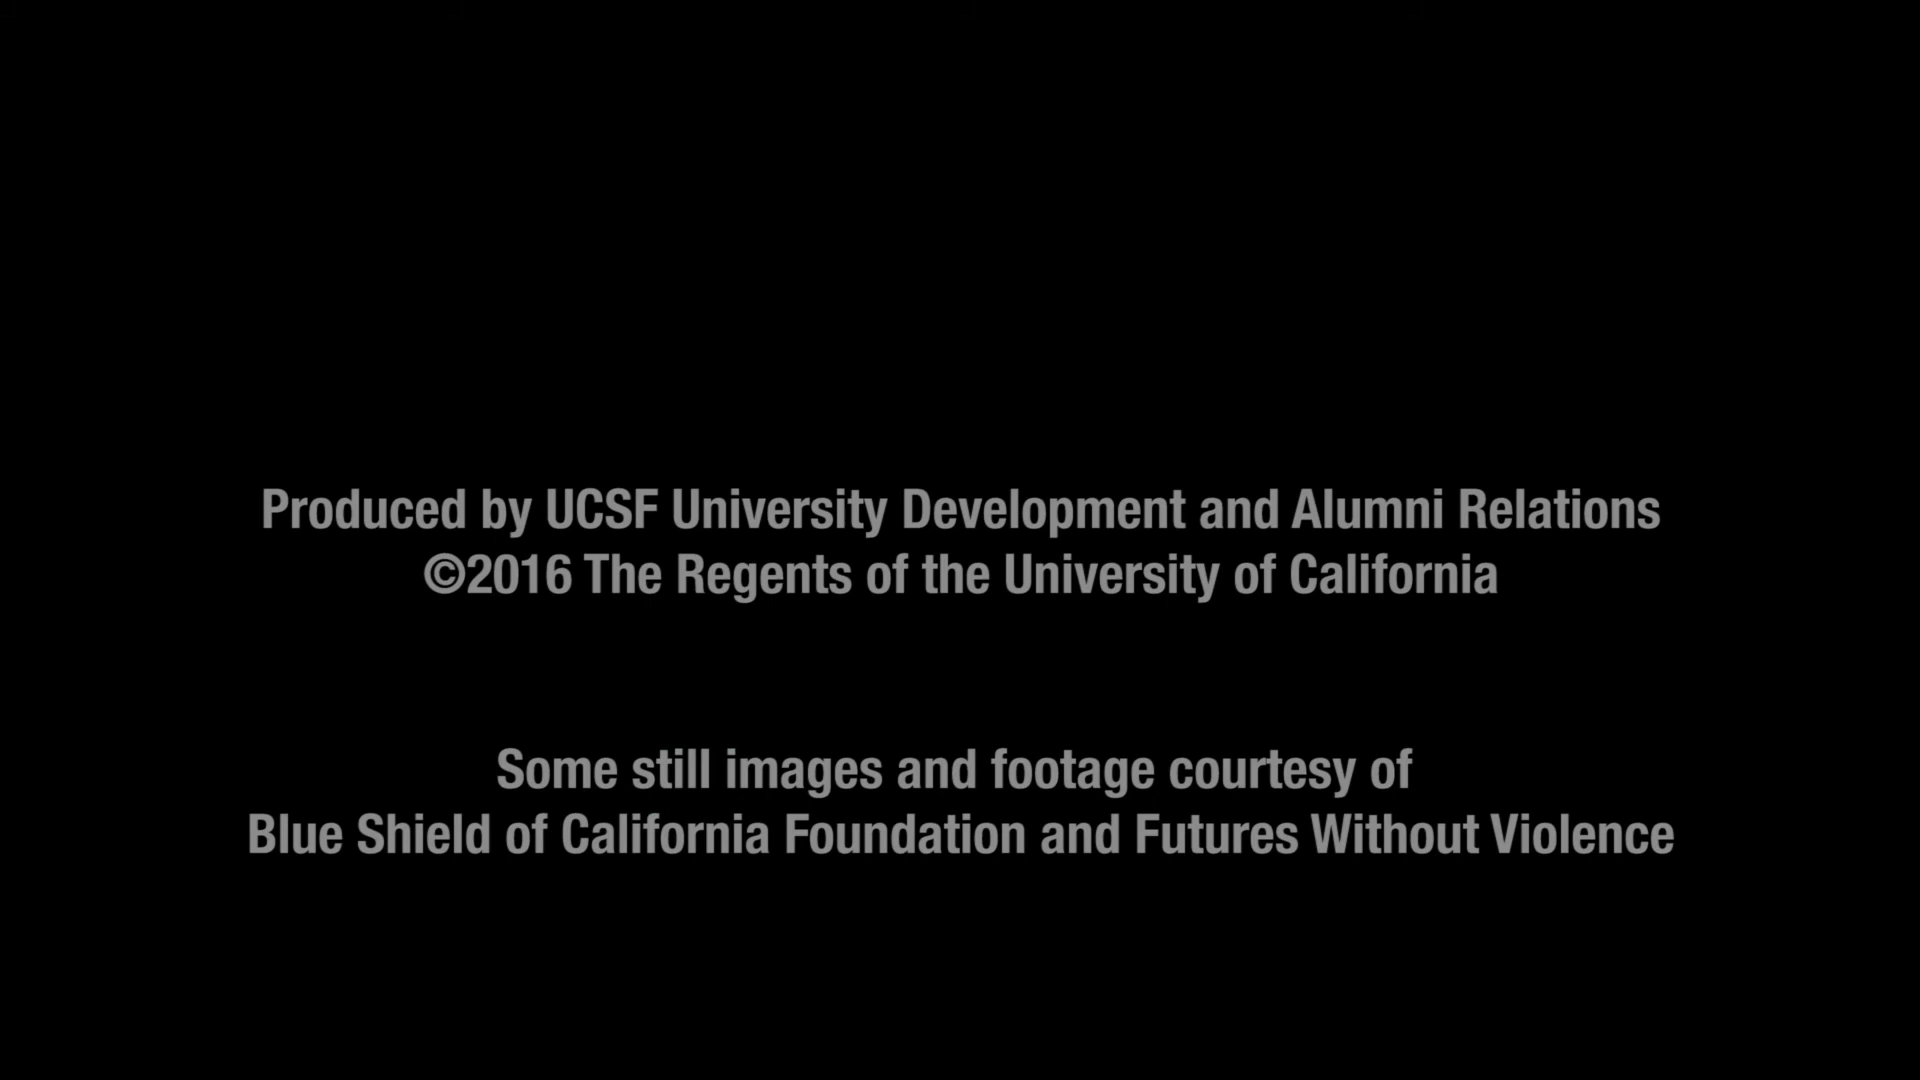 Produced by UCSF University Development and Alumni Relations
©2016 The Regents of the University of California
Some still images and footage courtesy of
Blue Shield of California Foundation and Futures Without Violence